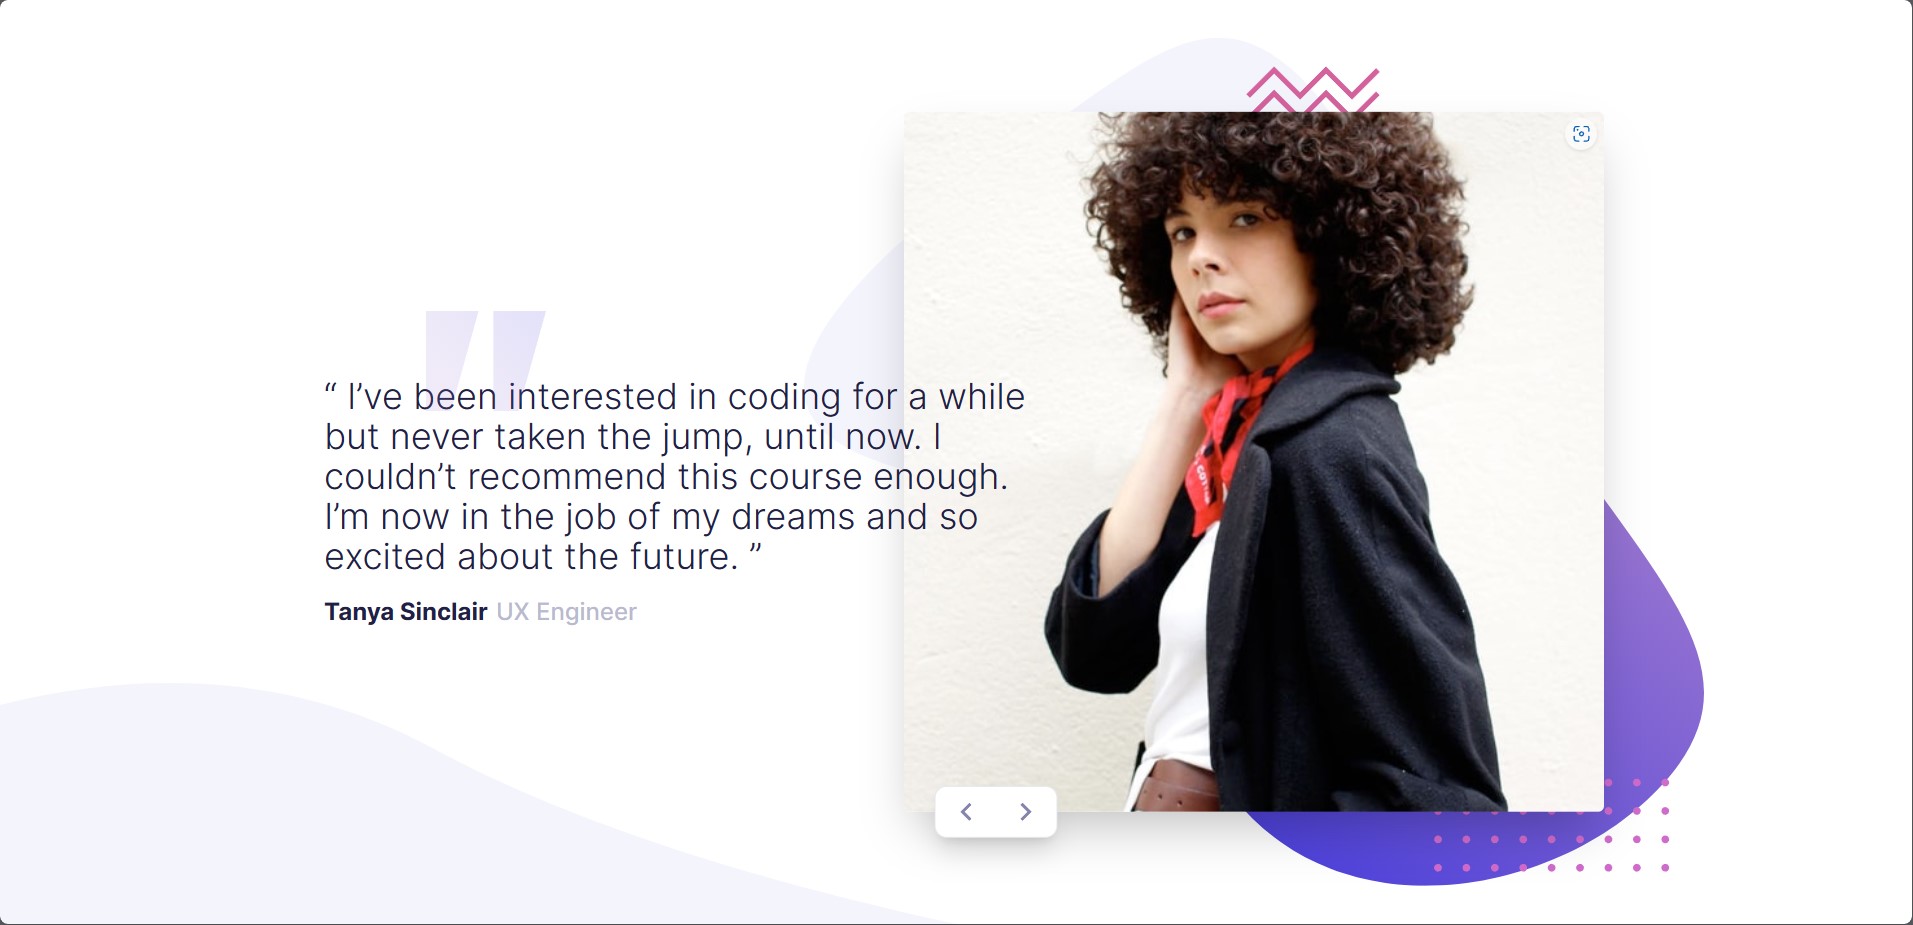 “ I’ve been interested in coding for a while
but never taken the jump, until now. I
couldn’t recommend this course enough.
I’m now in the job of my dreams and so
excited about the future. ”
Tanya Sinclair UX Engineer